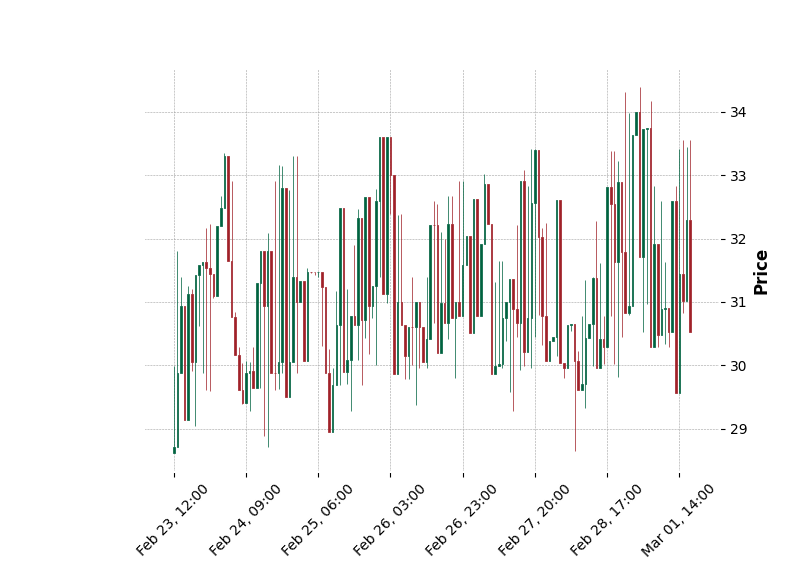 34
33
32
31
30
29
Price
Feb 23, 12:00
Feb 24, 09:00
Feb 25, 06:00
Feb 26, 03:00
Feb 26, 23:00
Feb 27, 20:00
Feb 28, 17:00
Mar 01, 14:00